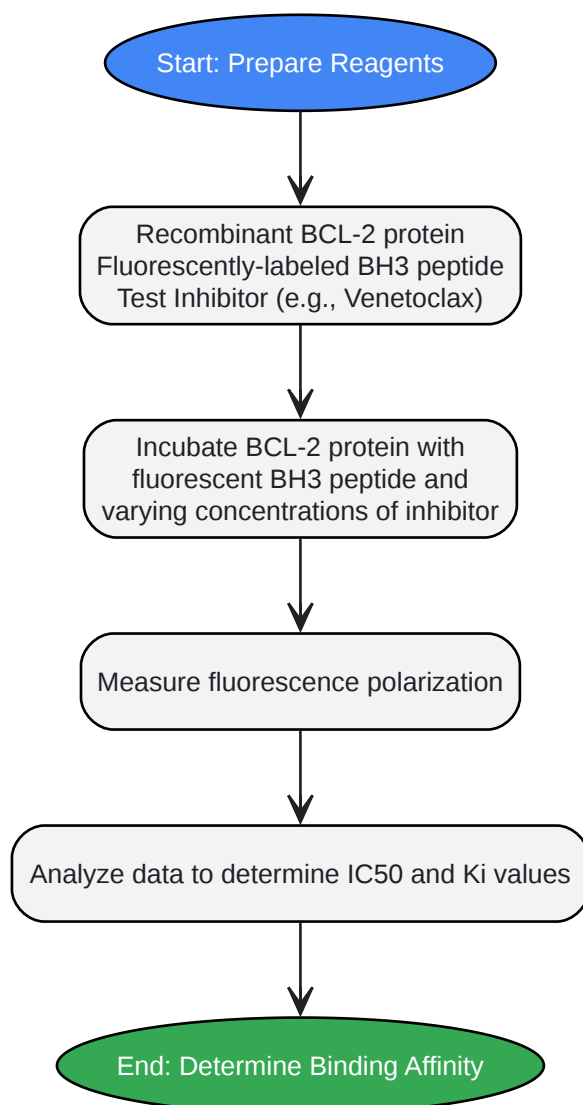 Start: Prepare Reagents
Recombinant BCL-2 protein
Fluorescently-labeled BH3 peptide
Test Inhibitor (e.g., Venetoclax)
Incubate BCL-2 protein with
fluorescent BH3 peptide and
varying concentrations of inhibitor
Measure fluorescence polarization
Analyze data to determine IC50 and Ki values
End: Determine Binding Affinity